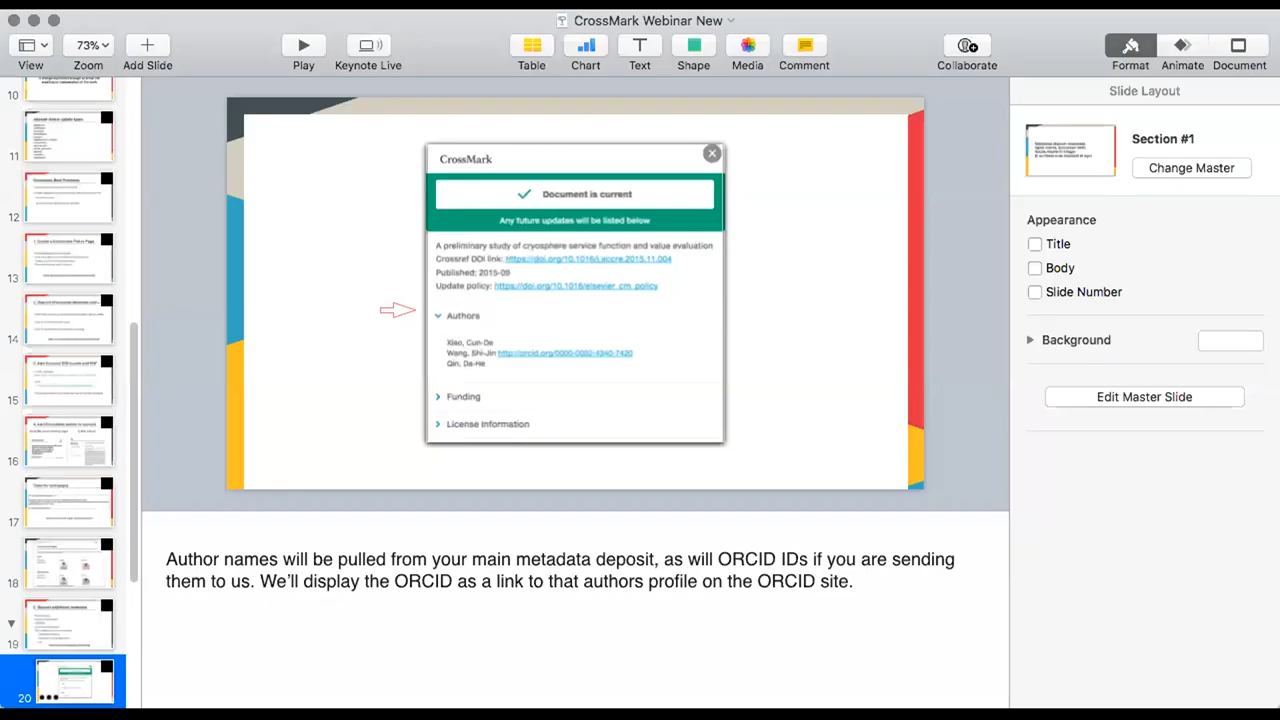 CrossMark Webinar New
73%
View
Zoom
Add Slide
Play
Keynote Live
Table
Chart
Text
Shape
Media
Comment
Collaborate
Format
Animate
Document
10
12
13
14
15
6
17
18
19
20
CrossMark
Document is current
Any future updates will be listed below
A preliminary study of cryosphere service function and value evaluation
Crossref DOI link: https://doi.org/10.1016/j.accre.2015.11.004
Published: 2015-09
Update policy: https://doi.org/10.1016/elsevier_cm_policy
Authors
Xiao, Cun-De
Wang, Shi-Jin http://orcid.org/0000-0002-4940-7420
Qin, Da-He
Funding
License Information
Author names will be pulled from your main metadata deposit, as will ORCID IDs if you are sending
them to us. We'll display the ORCID as a link to that authors profile on the ORCID site.
Slide Layout
Section #1
Change Master
Appearance
Title
Body
Slide Number
Background
Edit Master Slide